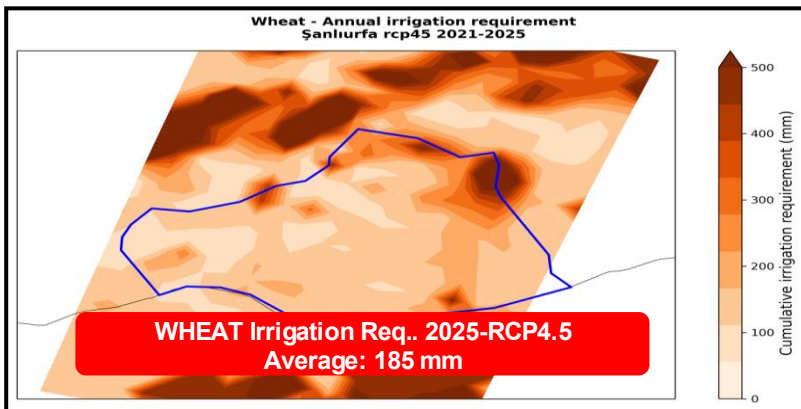 Wheat - Annual irrigation requirement
Şanlıurfa rcp45 2021-2025
500
400
300
200
100
0
Cumulative irrigation requirement (mm)
WHEAT Irrigation Req.. 2025-RCP4.5
Average: 185 mm